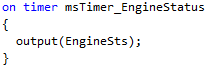 on timer msTimer_EngineStatus
{
  output(EngineSts);
}